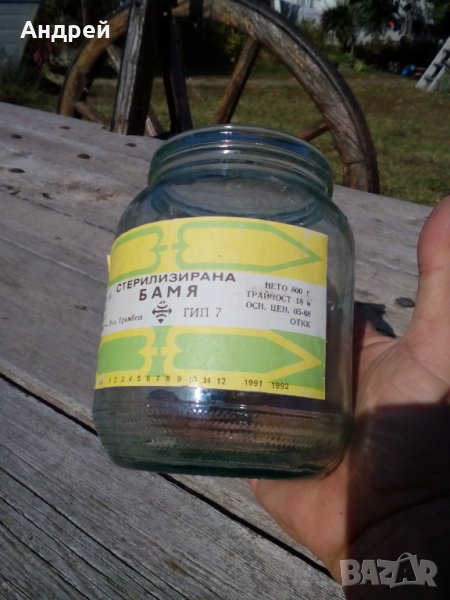 Андрей
СТЕРИЛИЗИРАНА
БАМЯ
ГИП 7
НЕТО 800 г
ТРАЙНОСТ 18 м
ОСН. ЦЕН. 05-68
ОТКК
1 2 3 4 5 6 7 8 9 10 11 12 1991 1992
BAZAR